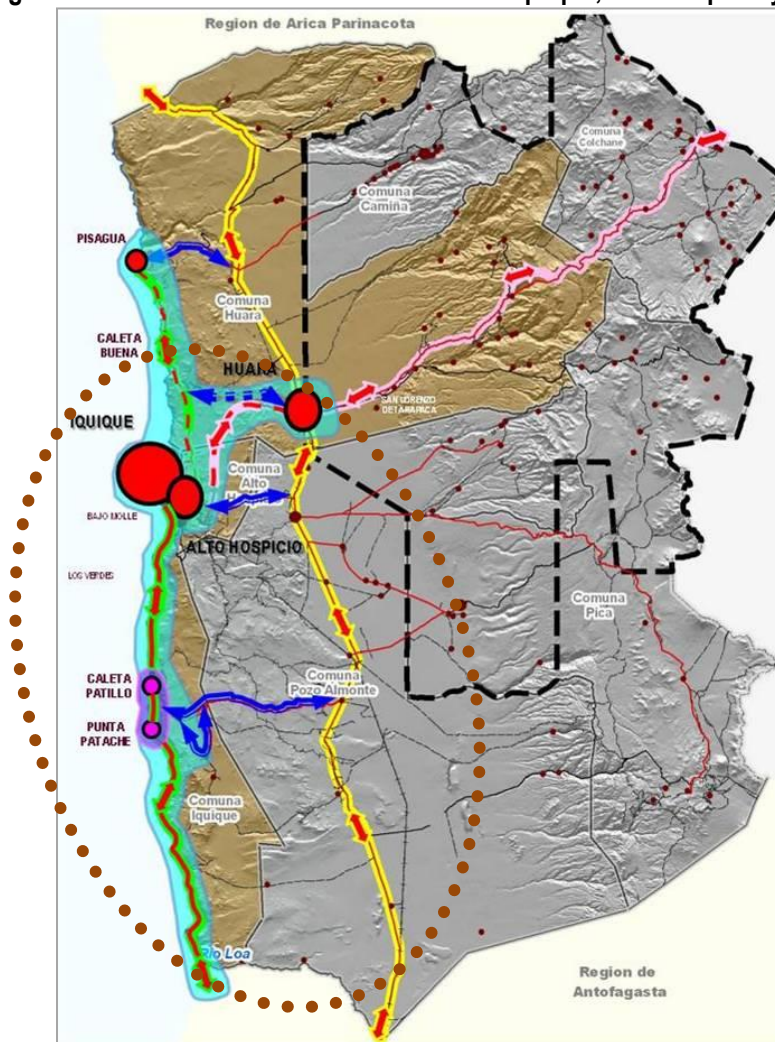 Region de Arica Parinacota
Comuna
Colchane
Comuna
Camiña
PISAGUA
Comuna
Huara
CALETA
BUENA
HUARA
SAN LORENZO
DE TARAPACA
IQUIQUE
Comuna
Alto
BAJO MOLLE
ALTO HOSPICIO
LOS VERDES
Comuna
Pica
CALETA
PATILLO
Comuna
Pozo Almonte
PUNTA
PATACHE
Comuna
Iquique
Rio Loa
Region de
Antofagasta